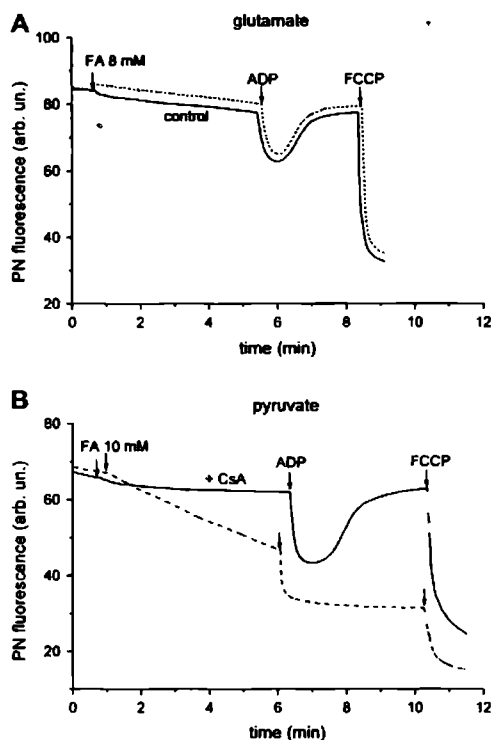 A
glutamate
100
FA 8 mM
ADP
FCCP
80
control
60
40
20
PN fluorescence (arb. un.)
0 2 4 6 8 10 12
time (min)
B
pyruvate
80
FA 10 mM
ADP
FCCP
+ CsA
60
40
20
PN fluorescence (arb. un.)
0 2 4 6 8 10 12
time (min)